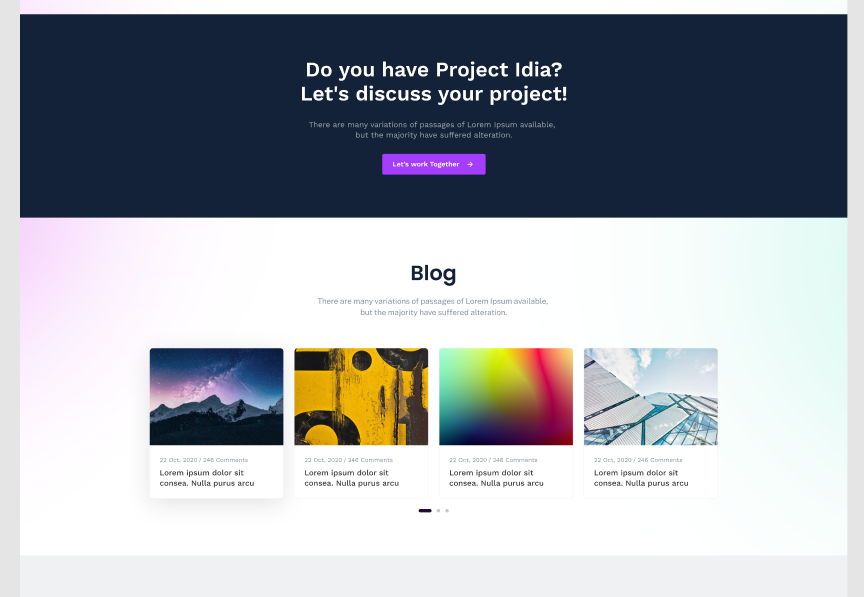 Do you have Project Idia?
Let's discuss your project!
There are many variations of passages of Lorem Ipsum available,
but the majority have suffered alteration.
Let's work Together
Blog
There are many variations of passages of Lorem Ipsum available,
but the majority have suffered alteration.
22 Oct, 2020 / 246 Comments
Lorem ipsum dolor sit
consea. Nulla purus arcu
22 Oct, 2020 / 246 Comments
Lorem ipsum dolor sit
consea. Nulla purus arcu
22 Oct, 2020 / 246 Comments
Lorem ipsum dolor sit
consea. Nulla purus arcu
22 Oct, 2020 / 246 Comments
Lorem ipsum dolor sit
consea. Nulla purus arcu